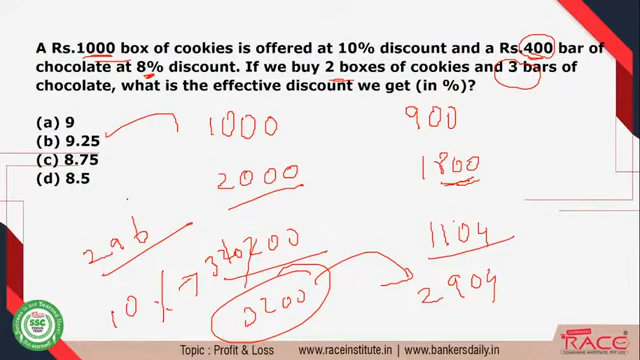 A Rs.1000 box of cookies is offered at 10% discount and a Rs.400 bar of
chocolate at 8% discount. If we buy 2 boxes of cookies and 3 bars of
chocolate, what is the effective discount we get (in %)?
(a) 9
(b) 9.25
(c) 8.75
(d) 8.5
1000
900
2000
1800
1104
2ab
10 %
3200
2904
RACE
SSC
Topic : Profit & Loss | www.raceinstitute.in | www.bankersdaily.in
RACE